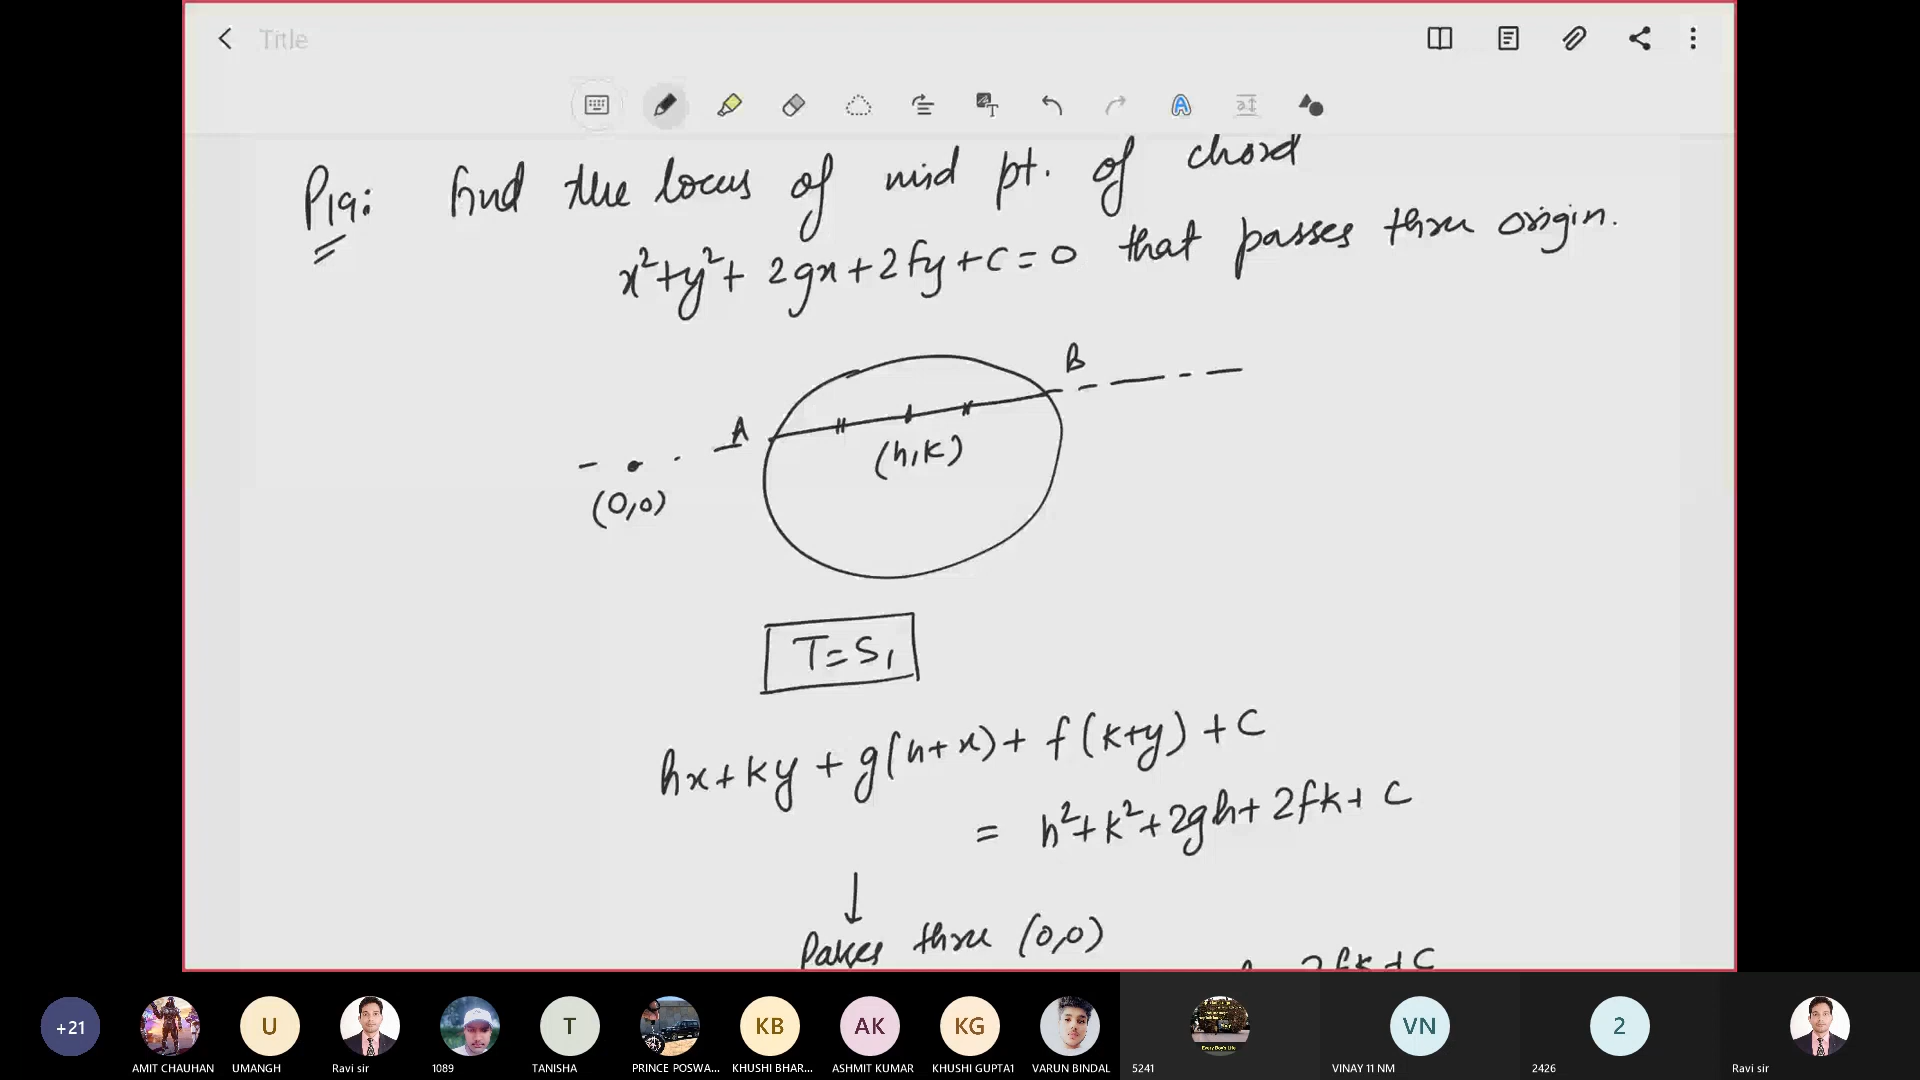 Title
P19: find the locus of mid pt. of chord
x²+y²+2gx+2fy+c=0 that passes thru origin.
B
A
(h,k)
(0,0)
T=S₁
hx+ky+g(h+x)+f(k+y)+c
= h²+k²+2gh+2fk+c
↓
Passes thru (0,0)
2fk+c
+21
U
T
KB
AK
KG
VN
2
AMIT CHAUHAN UMANGH Ravi sir 1089 TANISHA PRINCE POSWA... KHUSHI BHAR... ASHMIT KUMAR KHUSHI GUPTA1 VARUN BINDAL 5241 VINAY 11 NM 2426 Ravi sir